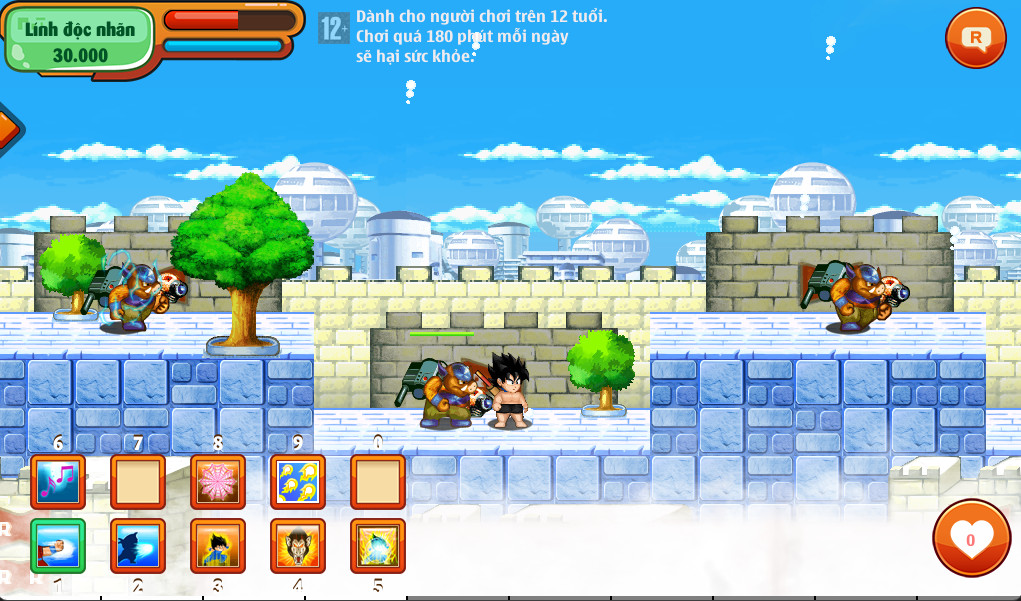 Lính độc nhãn
30.000
12+
Dành cho người chơi trên 12 tuổi.
Chơi quá 180 phút mỗi ngày
sẽ hại sức khỏe.
R
6 7 8 9 0
0
R
R R
1 2 3 4 5